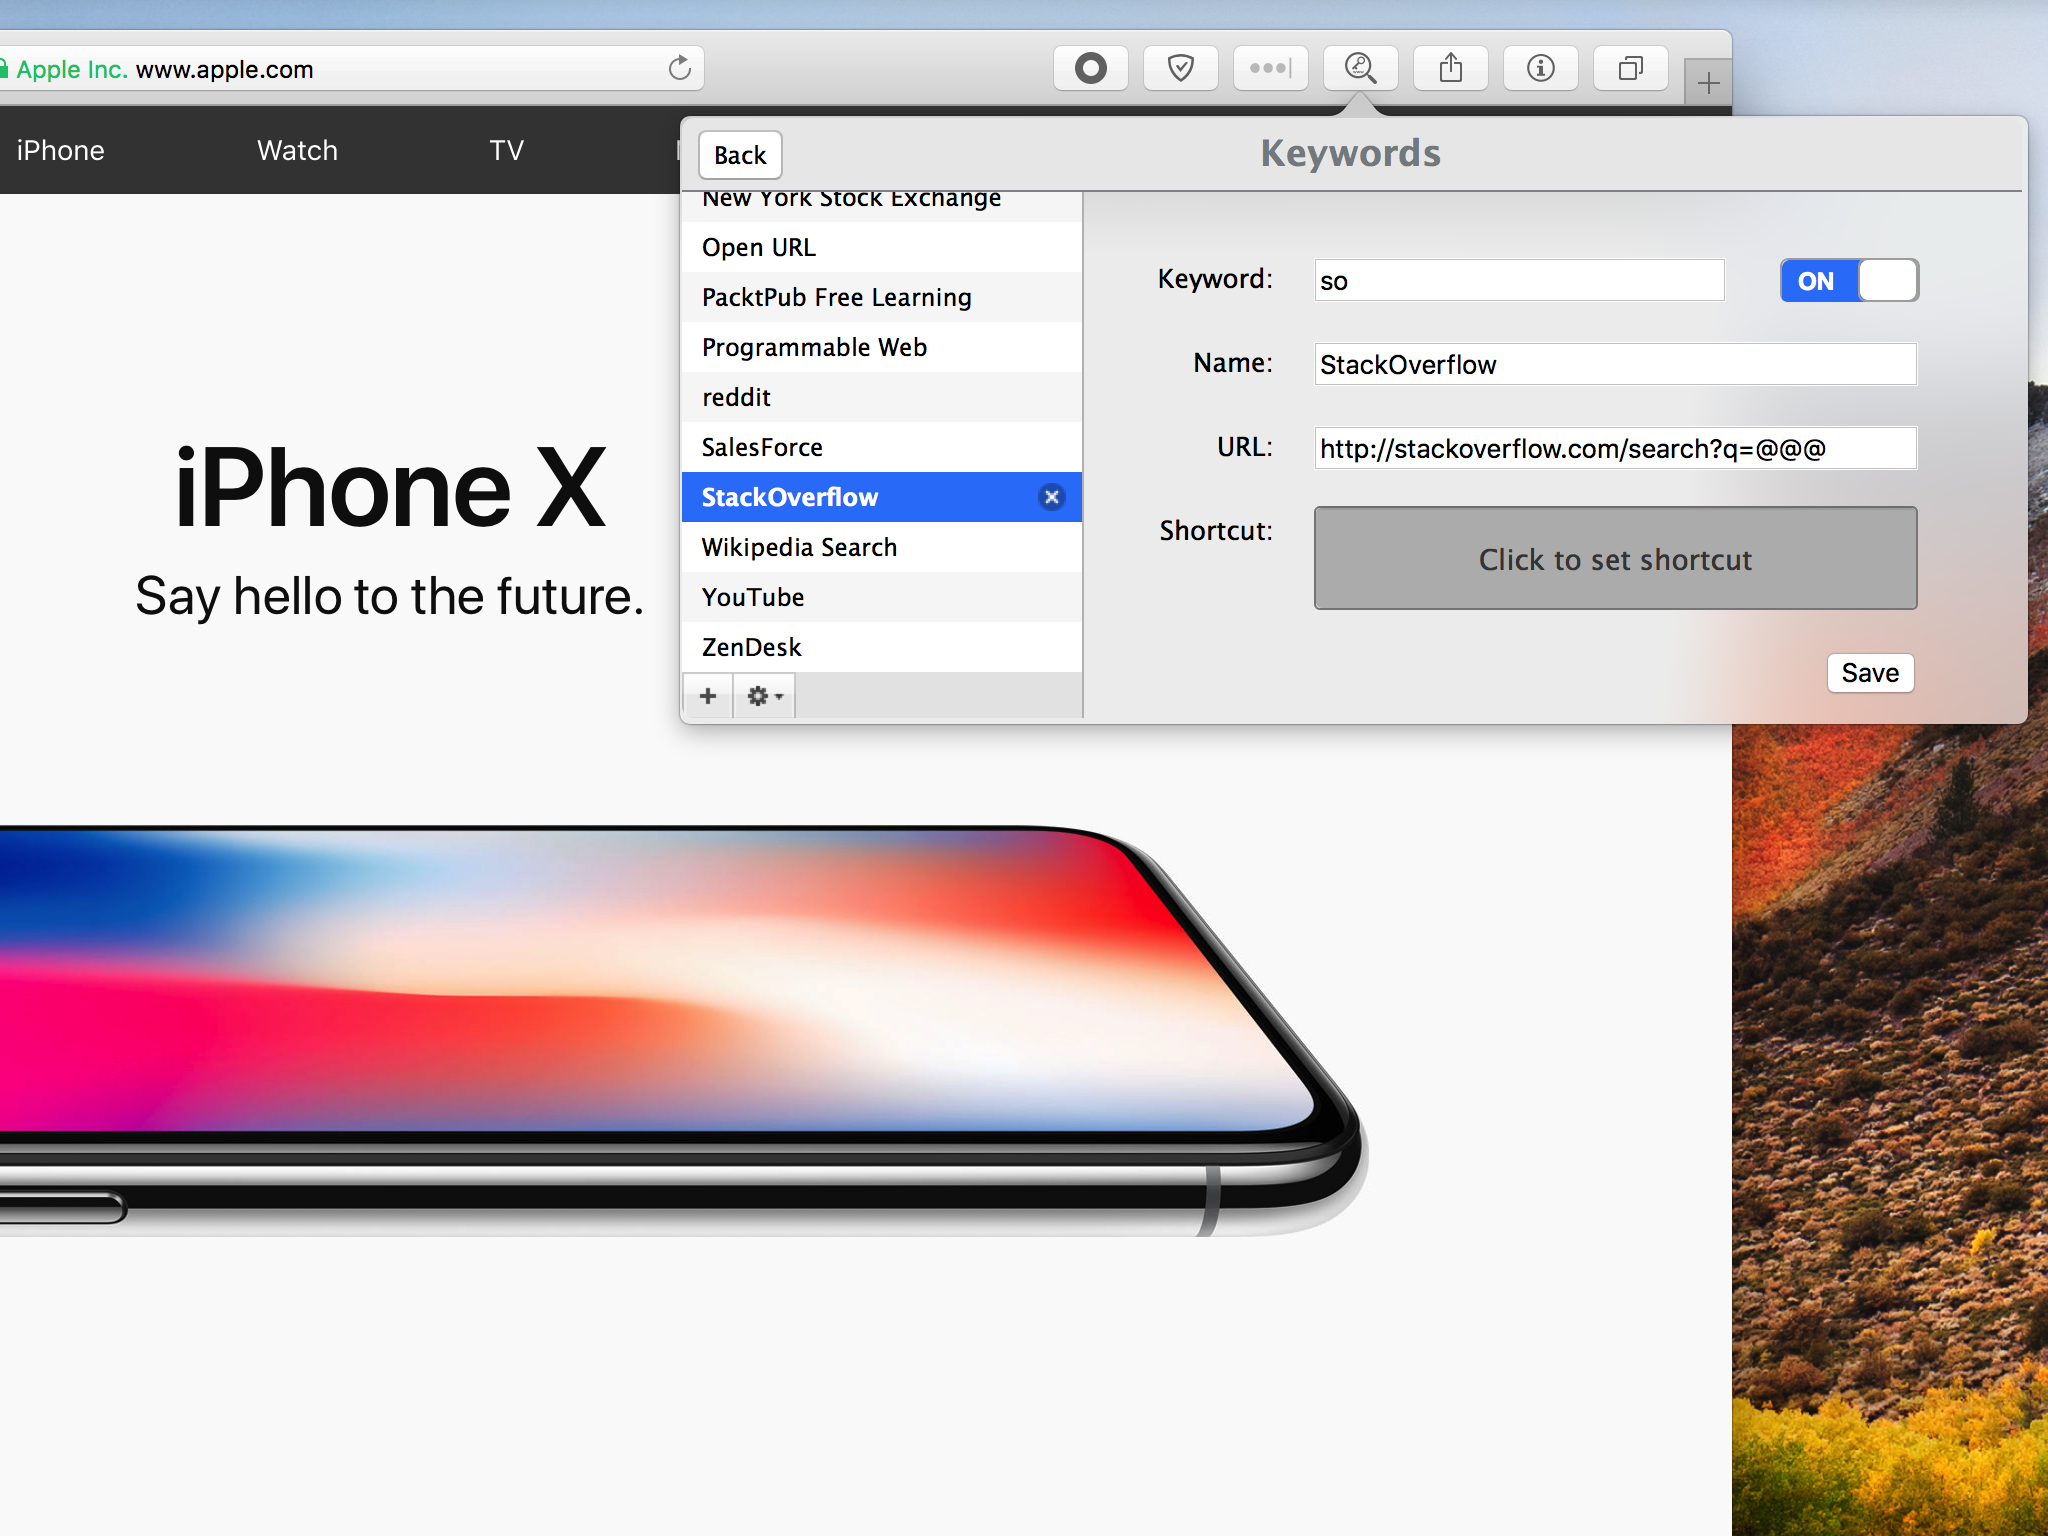 Apple Inc. www.apple.com
iPhone
Watch
TV
Back
Keywords
New York Stock Exchange
Open URL
PacktPub Free Learning
Programmable Web
reddit
SalesForce
StackOverflow
Wikipedia Search
YouTube
ZenDesk
Keyword:
so
ON
Name:
StackOverflow
URL:
http://stackoverflow.com/search?q=@@@
Shortcut:
Click to set shortcut
Save
iPhone X
Say hello to the future.